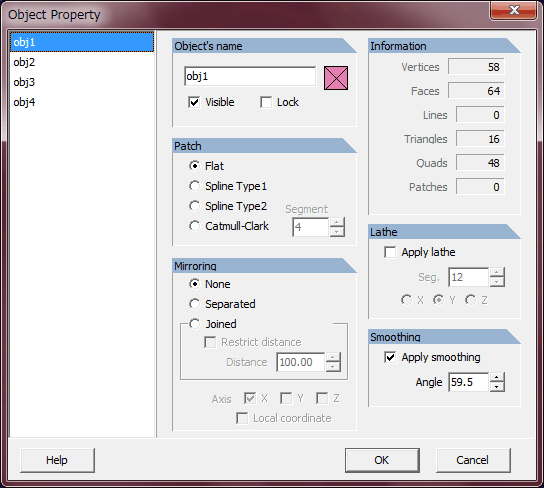 Object Property
obj1
obj2
obj3
obj4
Object's name
obj1
Visible
Lock
Patch
Flat
Spline Type1
Spline Type2
Catmull-Clark
Segment
4
Mirroring
None
Separated
Joined
Restrict distance
Distance 100.00
Axis X Y Z
Local coordinate
Information
Vertices 58
Faces 64
Lines 0
Triangles 16
Quads 48
Patches 0
Lathe
Apply lathe
Seg. 12
X Y Z
Smoothing
Apply smoothing
Angle 59.5
Help
OK
Cancel